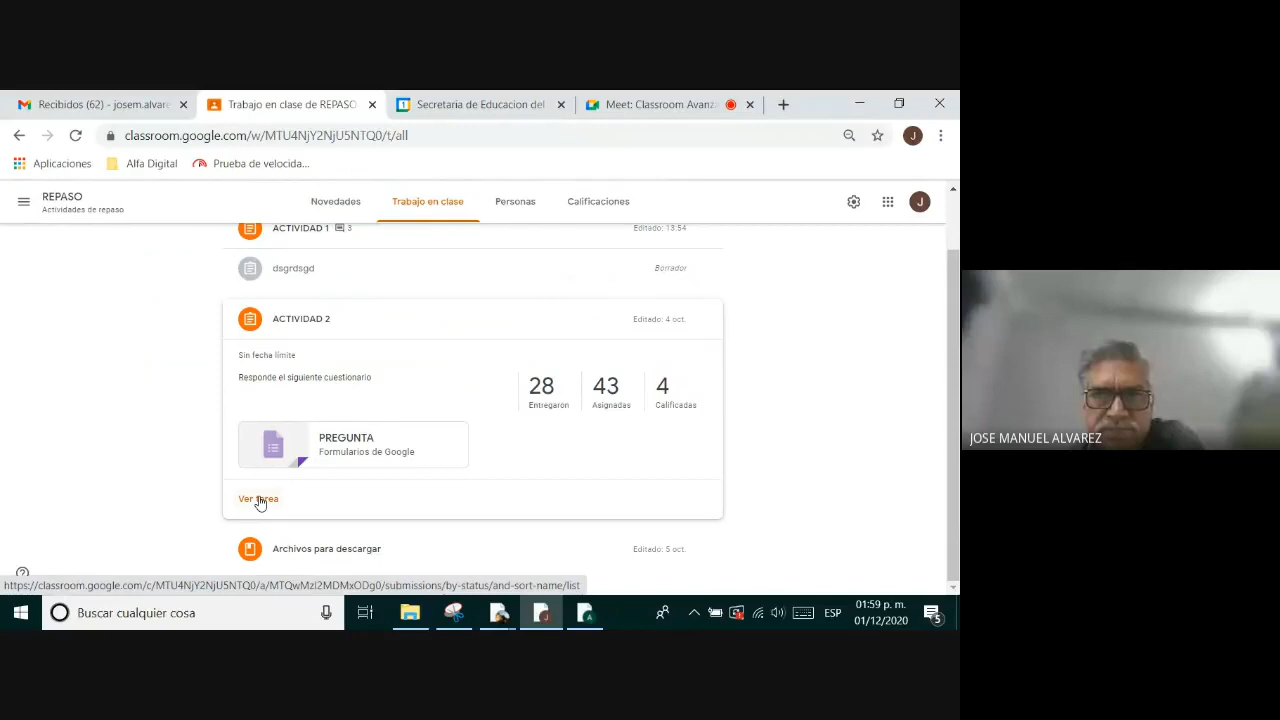 Recibidos (62) - josem.alvare
Trabajo en clase de REPASO
Secretaria de Educacion del
Meet: Classroom Avanz
classroom.google.com/w/MTU4NjY2NjU5NTQ0/t/all
J
Aplicaciones
Alfa Digital
Prueba de velocida...
REPASO
Actividades de repaso
Novedades
Trabajo en clase
Personas
Calificaciones
J
ACTIVIDAD 1
3
Editado: 13:54
dsgrdsgd
Borrador
ACTIVIDAD 2
Editado: 4 oct.
Sin fecha límite
Responde el siguiente cuestionario
28
Entregaron
43
Asignadas
4
Calificadas
PREGUNTA
Formularios de Google
Ver tarea
Archivos para descargar
Editado: 5 oct.
https://classroom.google.com/c/MTU4NjY2NjU5NTQ0/a/MTQwMzI2MDMxODg0/submissions/by-status/and-sort-name/list
Buscar cualquier cosa
ESP
01:59 p. m.
01/12/2020
5
JOSE MANUEL ALVAREZ